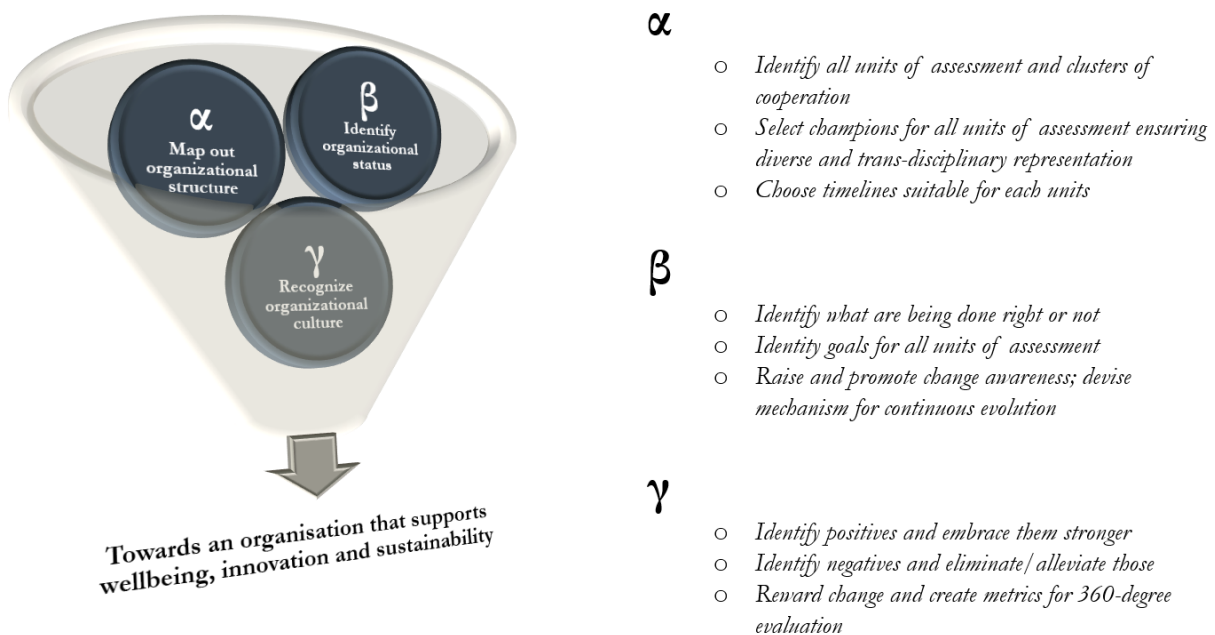 α
Map out
organizational
structure
β
Identify
organizational
status
γ
Recognize
organizational
culture
Towards an organisation that supports
wellbeing, innovation and sustainability
α
o Identify all units of assessment and clusters of
cooperation
o Select champions for all units of assessment ensuring
diverse and trans-disciplinary representation
o Choose timelines suitable for each units
β
o Identify what are being done right or not
o Identity goals for all units of assessment
o Raise and promote change awareness; devise
mechanism for continuous evolution
γ
o Identify positives and embrace them stronger
o Identify negatives and eliminate/alleviate those
o Reward change and create metrics for 360-degree
evaluation